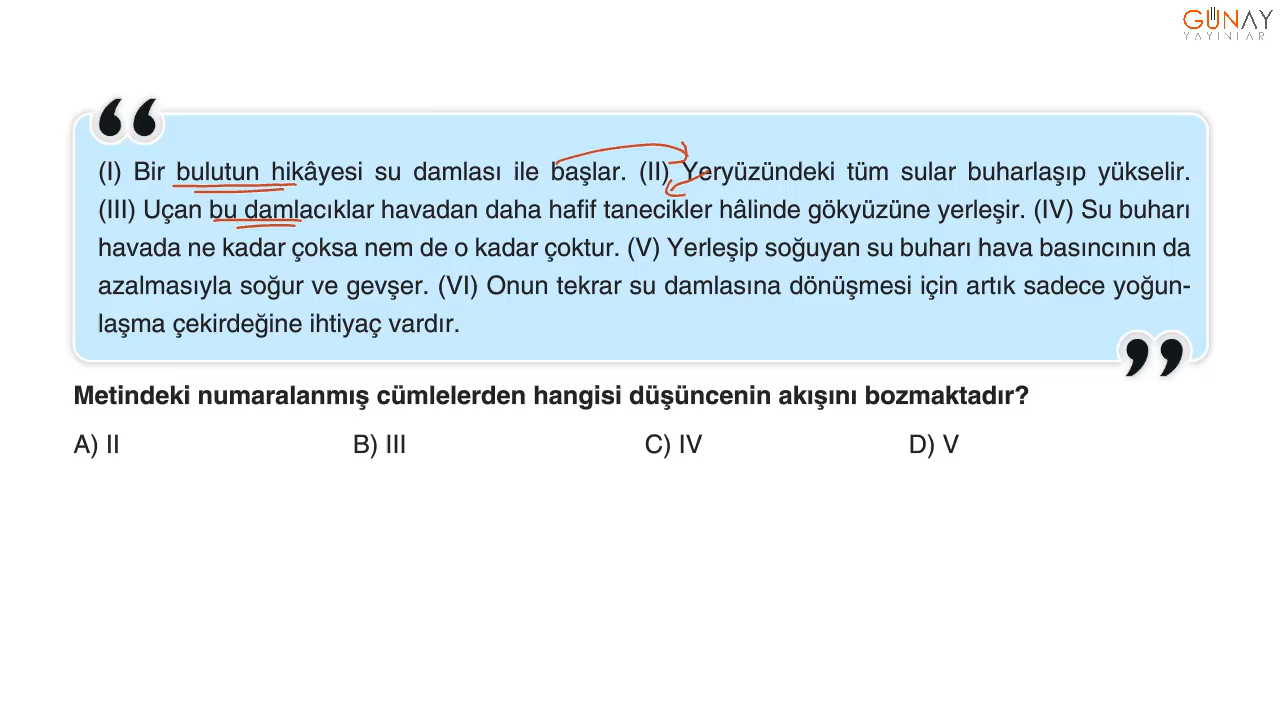 GÜNAY
YAYINLARI
(I) Bir bulutun hikâyesi su damlası ile başlar. (II) Yeryüzündeki tüm sular buharlaşıp yükselir.
(III) Uçan bu damlacıklar havadan daha hafif tanecikler hâlinde gökyüzüne yerleşir. (IV) Su buharı
havada ne kadar çoksa nem de o kadar çoktur. (V) Yerleşip soğuyan su buharı hava basıncının da
azalmasıyla soğur ve gevşer. (VI) Onun tekrar su damlasına dönüşmesi için artık sadece yoğun-
laşma çekirdeğine ihtiyaç vardır.
Metindeki numaralanmış cümlelerden hangisi düşüncenin akışını bozmaktadır?
A) II B) III C) IV D) V